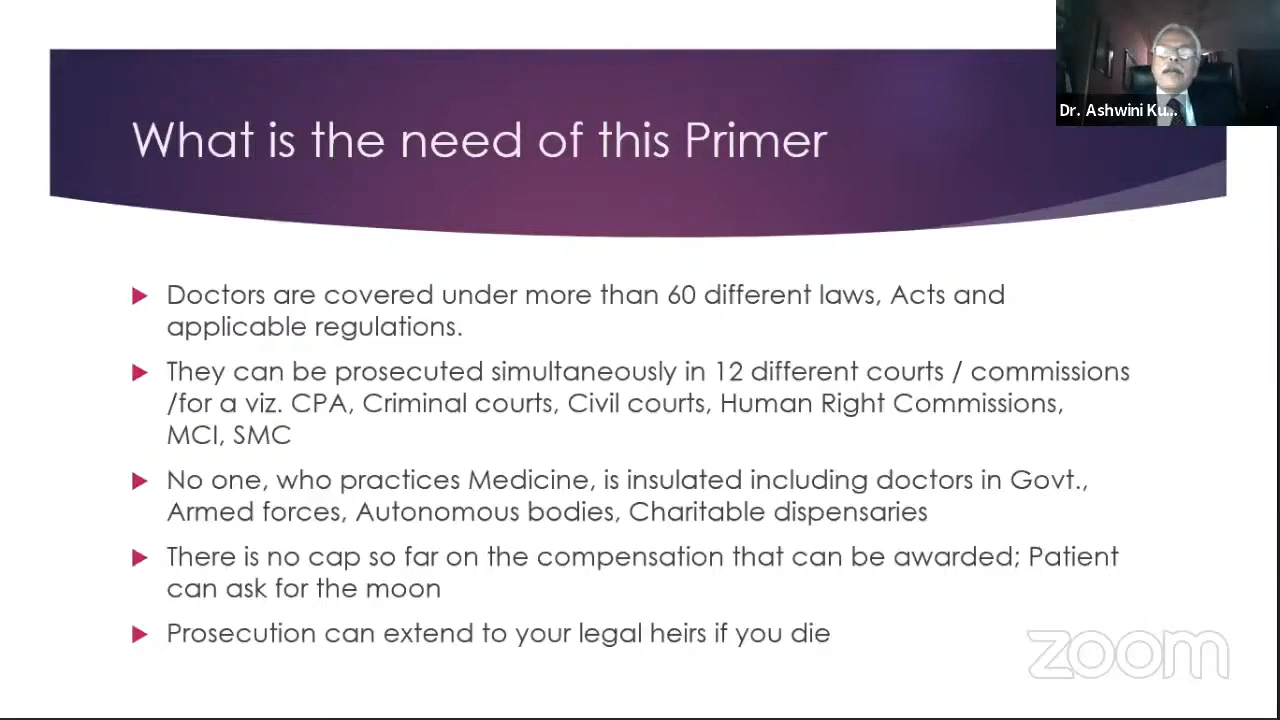 Dr. Ashwini Ku...
What is the need of this Primer
Doctors are covered under more than 60 different laws, Acts and
applicable regulations.
They can be prosecuted simultaneously in 12 different courts / commissions
/for a viz. CPA, Criminal courts, Civil courts, Human Right Commissions,
MCI, SMC
No one, who practices Medicine, is insulated including doctors in Govt.,
Armed forces, Autonomous bodies, Charitable dispensaries
There is no cap so far on the compensation that can be awarded; Patient
can ask for the moon
Prosecution can extend to your legal heirs if you die
zoom